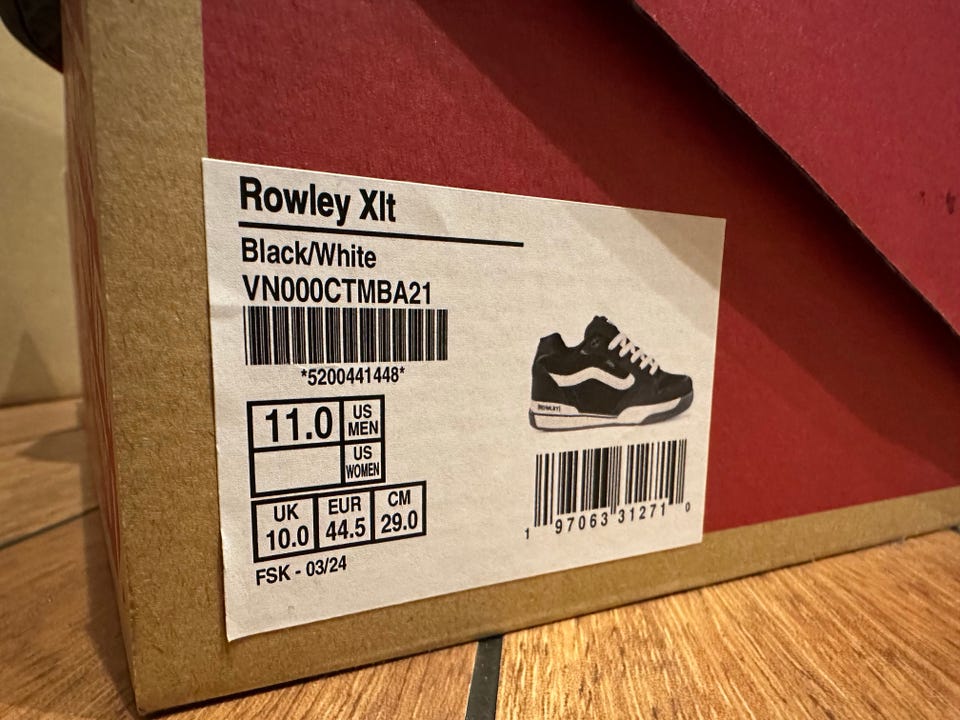 Rowley Xlt
Black/White
VN000CTMBA21
*5200441448*
11.0 US MEN
US WOMEN
UK 10.0
EUR 44.5
CM 29.0
FSK - 03/24
ROWLEY
1 97063 31271 0